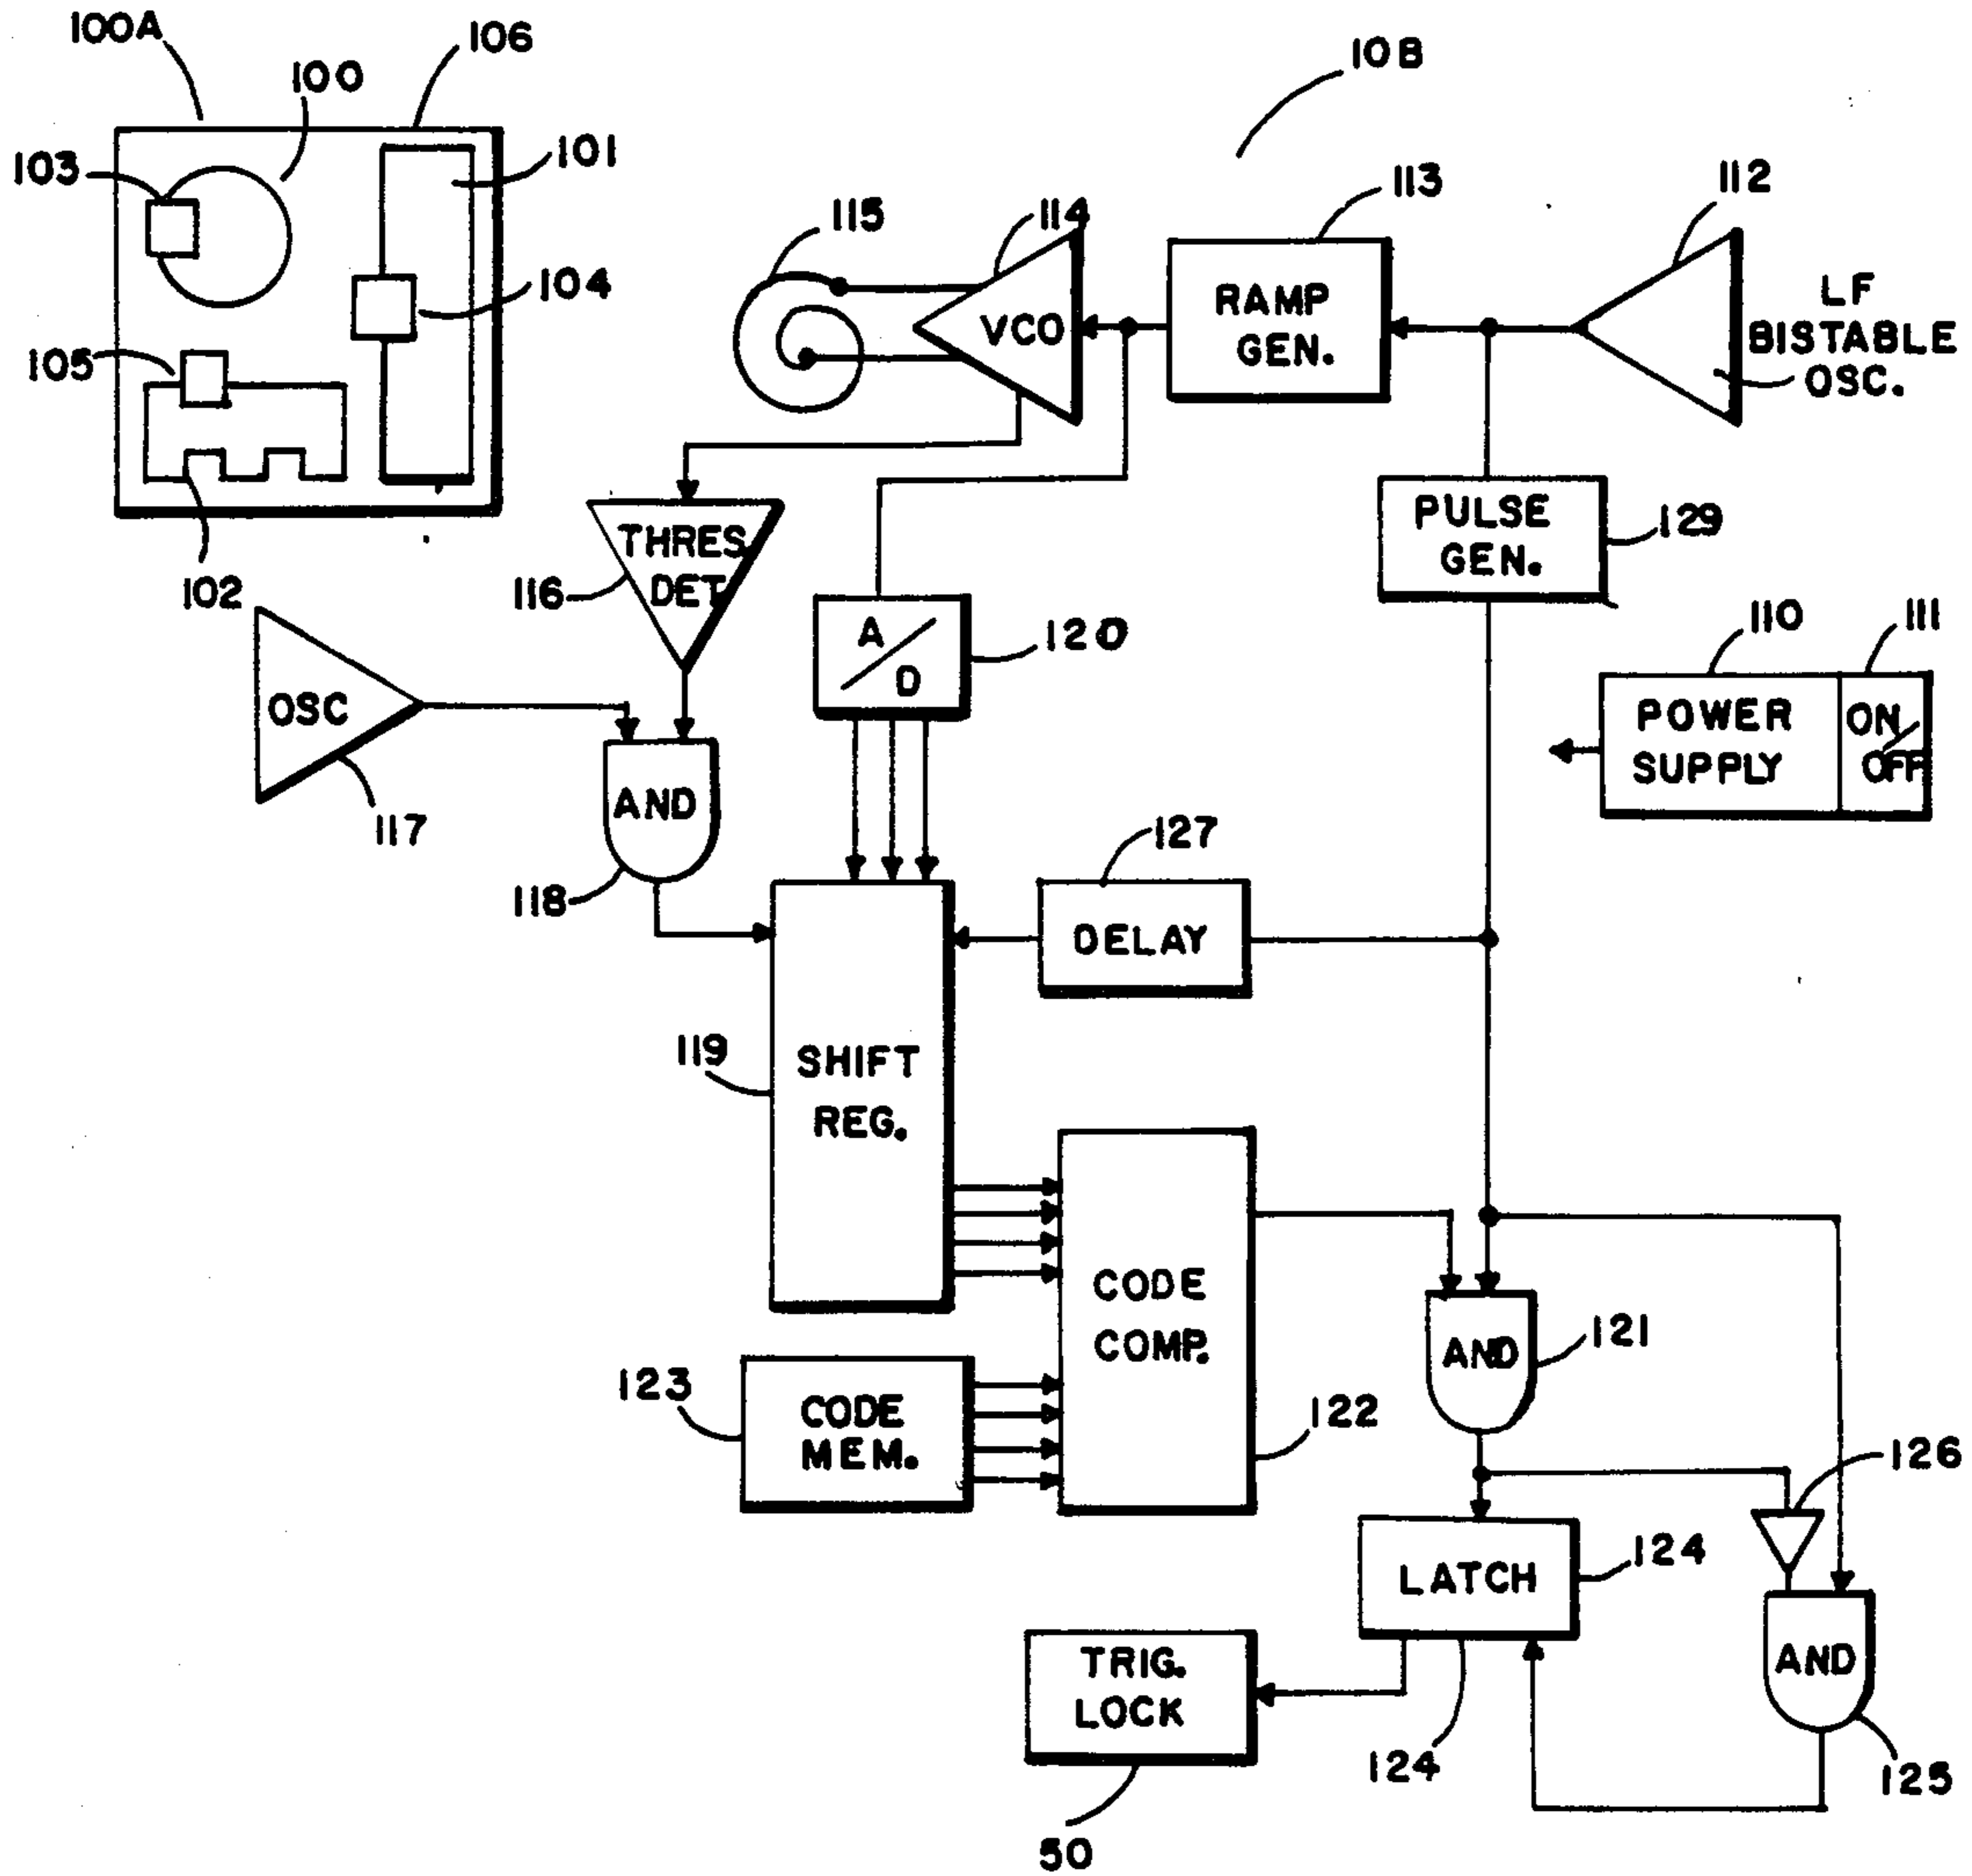 100A
106
100
108
103
101
113
112
115
114
104
LF
BISTABLE
OSC.
RAMP
GEN.
VCO
105
PULSE
GEN.
129
THRES
DET
116
102
110
111
A
/
D
120
POWER
SUPPLY
ON/
OFF
OSC
AND
127
117
118
DELAY
119
SHIFT
REG.
CODE
COMP.
121
AND
123
CODE
MEM.
122
126
LATCH
124
TRIG.
LOCK
AND
124
125
50